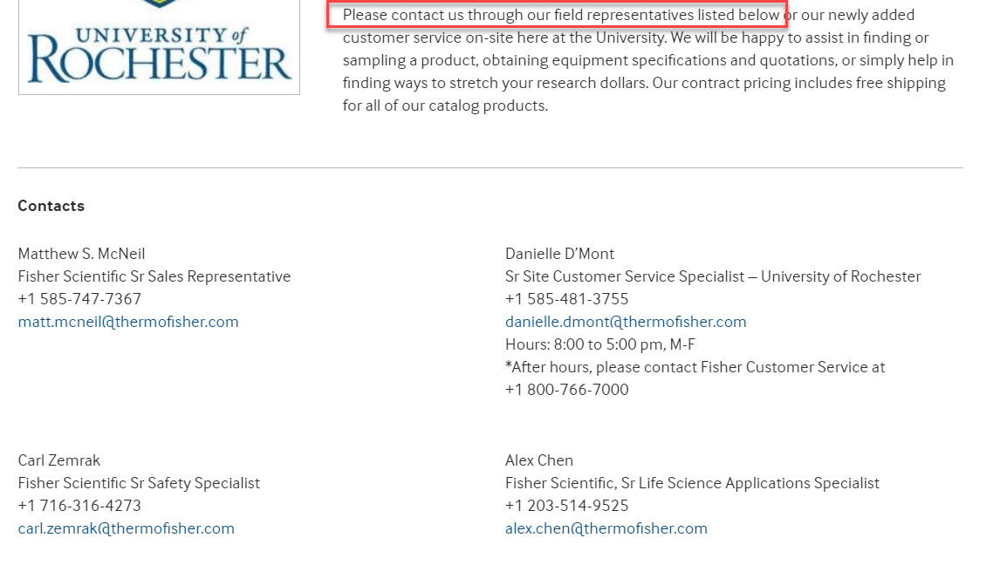 UNIVERSITY of
ROCHESTER
Please contact us through our field representatives listed below or our newly added
customer service on-site here at the University. We will be happy to assist in finding or
sampling a product, obtaining equipment specifications and quotations, or simply help in
finding ways to stretch your research dollars. Our contract pricing includes free shipping
for all of our catalog products.
Contacts
Matthew S. McNeil
Fisher Scientific Sr Sales Representative
+1 585-747-7367
matt.mcneil@thermofisher.com
Danielle D’Mont
Sr Site Customer Service Specialist – University of Rochester
+1 585-481-3755
danielle.dmont@thermofisher.com
Hours: 8:00 to 5:00 pm, M-F
*After hours, please contact Fisher Customer Service at
+1 800-766-7000
Carl Zemrak
Fisher Scientific Sr Safety Specialist
+1 716-316-4273
carl.zemrak@thermofisher.com
Alex Chen
Fisher Scientific, Sr Life Science Applications Specialist
+1 203-514-9525
alex.chen@thermofisher.com